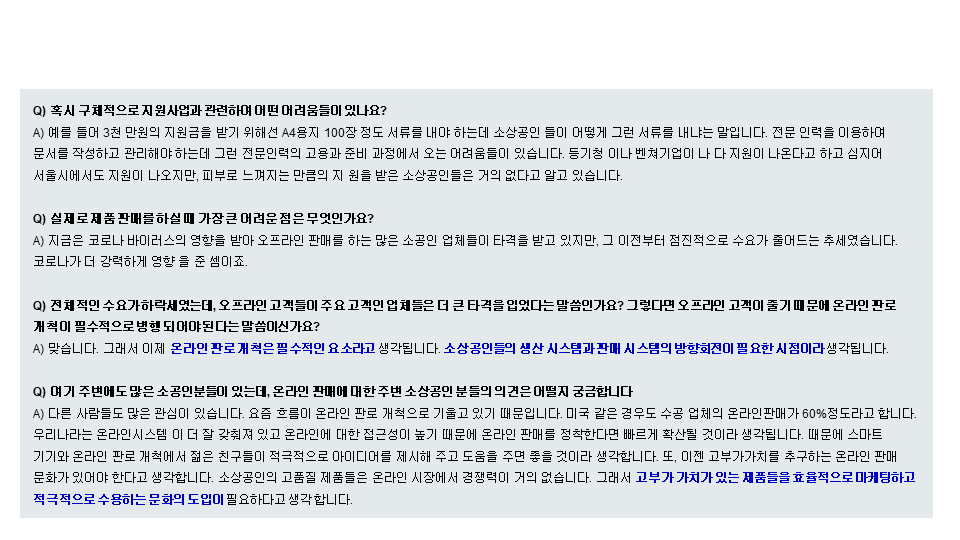 Q) 혹시 구체적으로 지원사업과 관련하여 어떤 어려움들이 있나요?
A) 예를 들어 3천 만원의 지원금을 받기 위해선 A4용지 100장 정도 서류를 내야 하는데 소상공인 들이 어떻게 그런 서류를 내냐는 말입니다. 전문 인력을 이용하여
문서를 작성하고 관리해야 하는데 그런 전문인력의 고용과 준비 과정에서 오는 어려움들이 있습니다. 등기청 이나 벤쳐기업이 나 다 지원이 나온다고 하고 심지어
서울시에서도 지원이 나오지만, 피부로 느껴지는 만큼의 지 원을 받은 소상공인들은 거의 없다고 알고 있습니다.
Q) 실제로 제품 판매를 하실 때 가장 큰 어려운 점은 무엇인가요?
A) 지금은 코로나 바이러스의 영향을 받아 오프라인 판매를 하는 많은 소공인 업체들이 타격을 받고 있지만, 그 이전부터 점진적으로 수요가 줄어드는 추세였습니다.
코로나가 더 강력하게 영향 을 준 셈이죠.
Q) 전체적인 수요가 하락세였는데, 오프라인 고객들이 주요 고객인 업체들은 더 큰 타격을 입었다는 말씀인가요? 그렇다면 오프라인 고객이 줄기 때문에 온라인 판로
개척이 필수적으로 병행 되어야 된다는 말씀이신가요?
A) 맞습니다. 그래서 이제 온라인 판로 개척은 필수적인 요소라고 생각됩니다. 소상공인들의 생산 시스템과 판매 시스템의 방향회전이 필요한 시점이라 생각됩니다.
Q) 여기 주변에도 많은 소공인분들이 있는데, 온라인 판매에 대한 주변 소상공인 분들의 의견은 어떨지 궁금합니다
A) 다른 사람들도 많은 관심이 있습니다. 요즘 흐름이 온라인 판로 개척으로 기울고 있기 때문입니다. 미국 같은 경우도 수공 업체의 온라인판매가 60%정도라고 합니다.
우리나라는 온라인시스템 이 더 잘 갖춰져 있고 온라인에 대한 접근성이 높기 때문에 온라인 판매를 정착한다면 빠르게 확산될 것이라 생각됩니다. 때문에 스마트
기기와 온라인 판로 개척에서 젊은 친구들이 적극적으로 아이디어를 제시해 주고 도움을 주면 좋을 것이라 생각합니다. 또, 이젠 고부가가치를 추구하는 온라인 판매
문화가 있어야 한다고 생각합니다. 소상공인의 고품질 제품들은 온라인 시장에서 경쟁력이 거의 없습니다. 그래서 고부가 가치가 있는 제품들을 효율적으로 마케팅하고
적극적으로 수용하는 문화의 도입이 필요하다고 생각합니다.